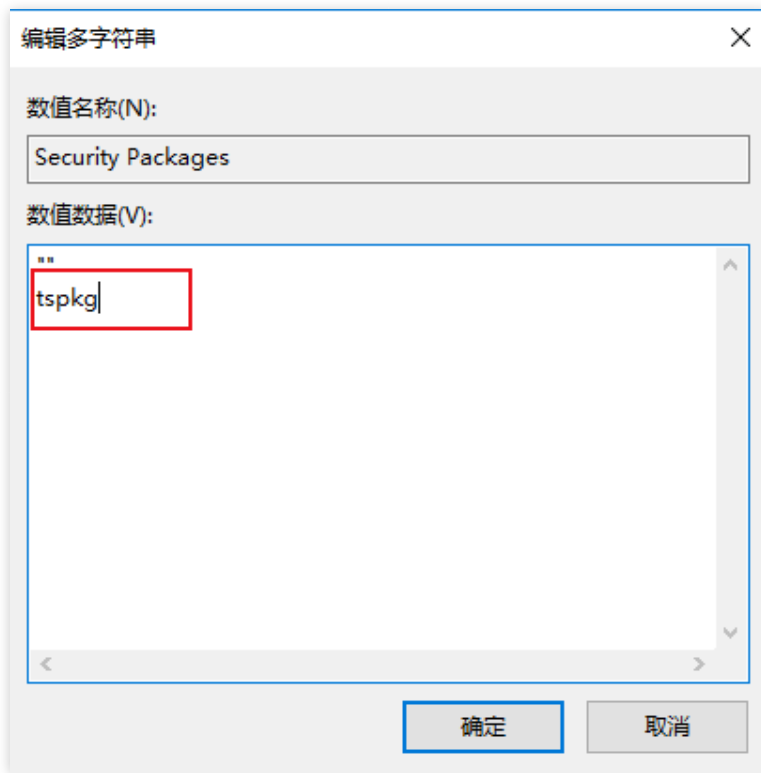 编辑多字符串
数值名称(N):
Security Packages
数值数据(V):
""
tspkg
确定
取消